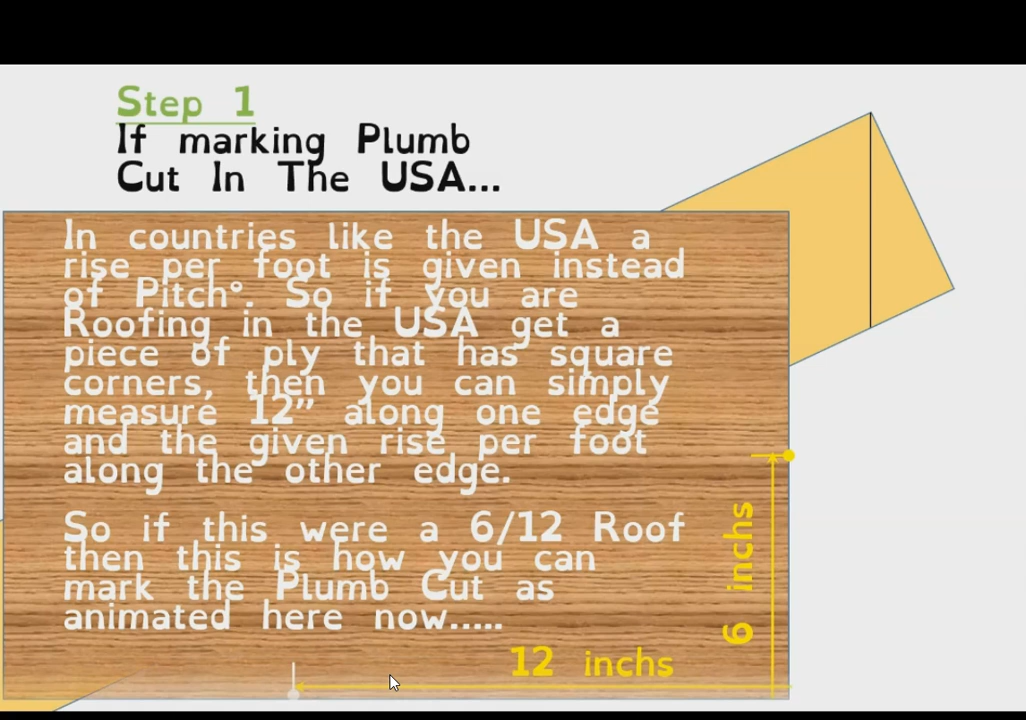 Step 1
If marking Plumb
Cut In The USA...
In countries like the USA a
rise per foot is given instead
of Pitch°. So if you are
Roofing in the USA get a
piece of ply that has square
corners, then you can simply
measure 12” along one edge
and the given rise per foot
along the other edge.
So if this were a 6/12 Roof
then this is how you can
mark the Plumb Cut as
animated here now.....
6 inchs
12 inchs